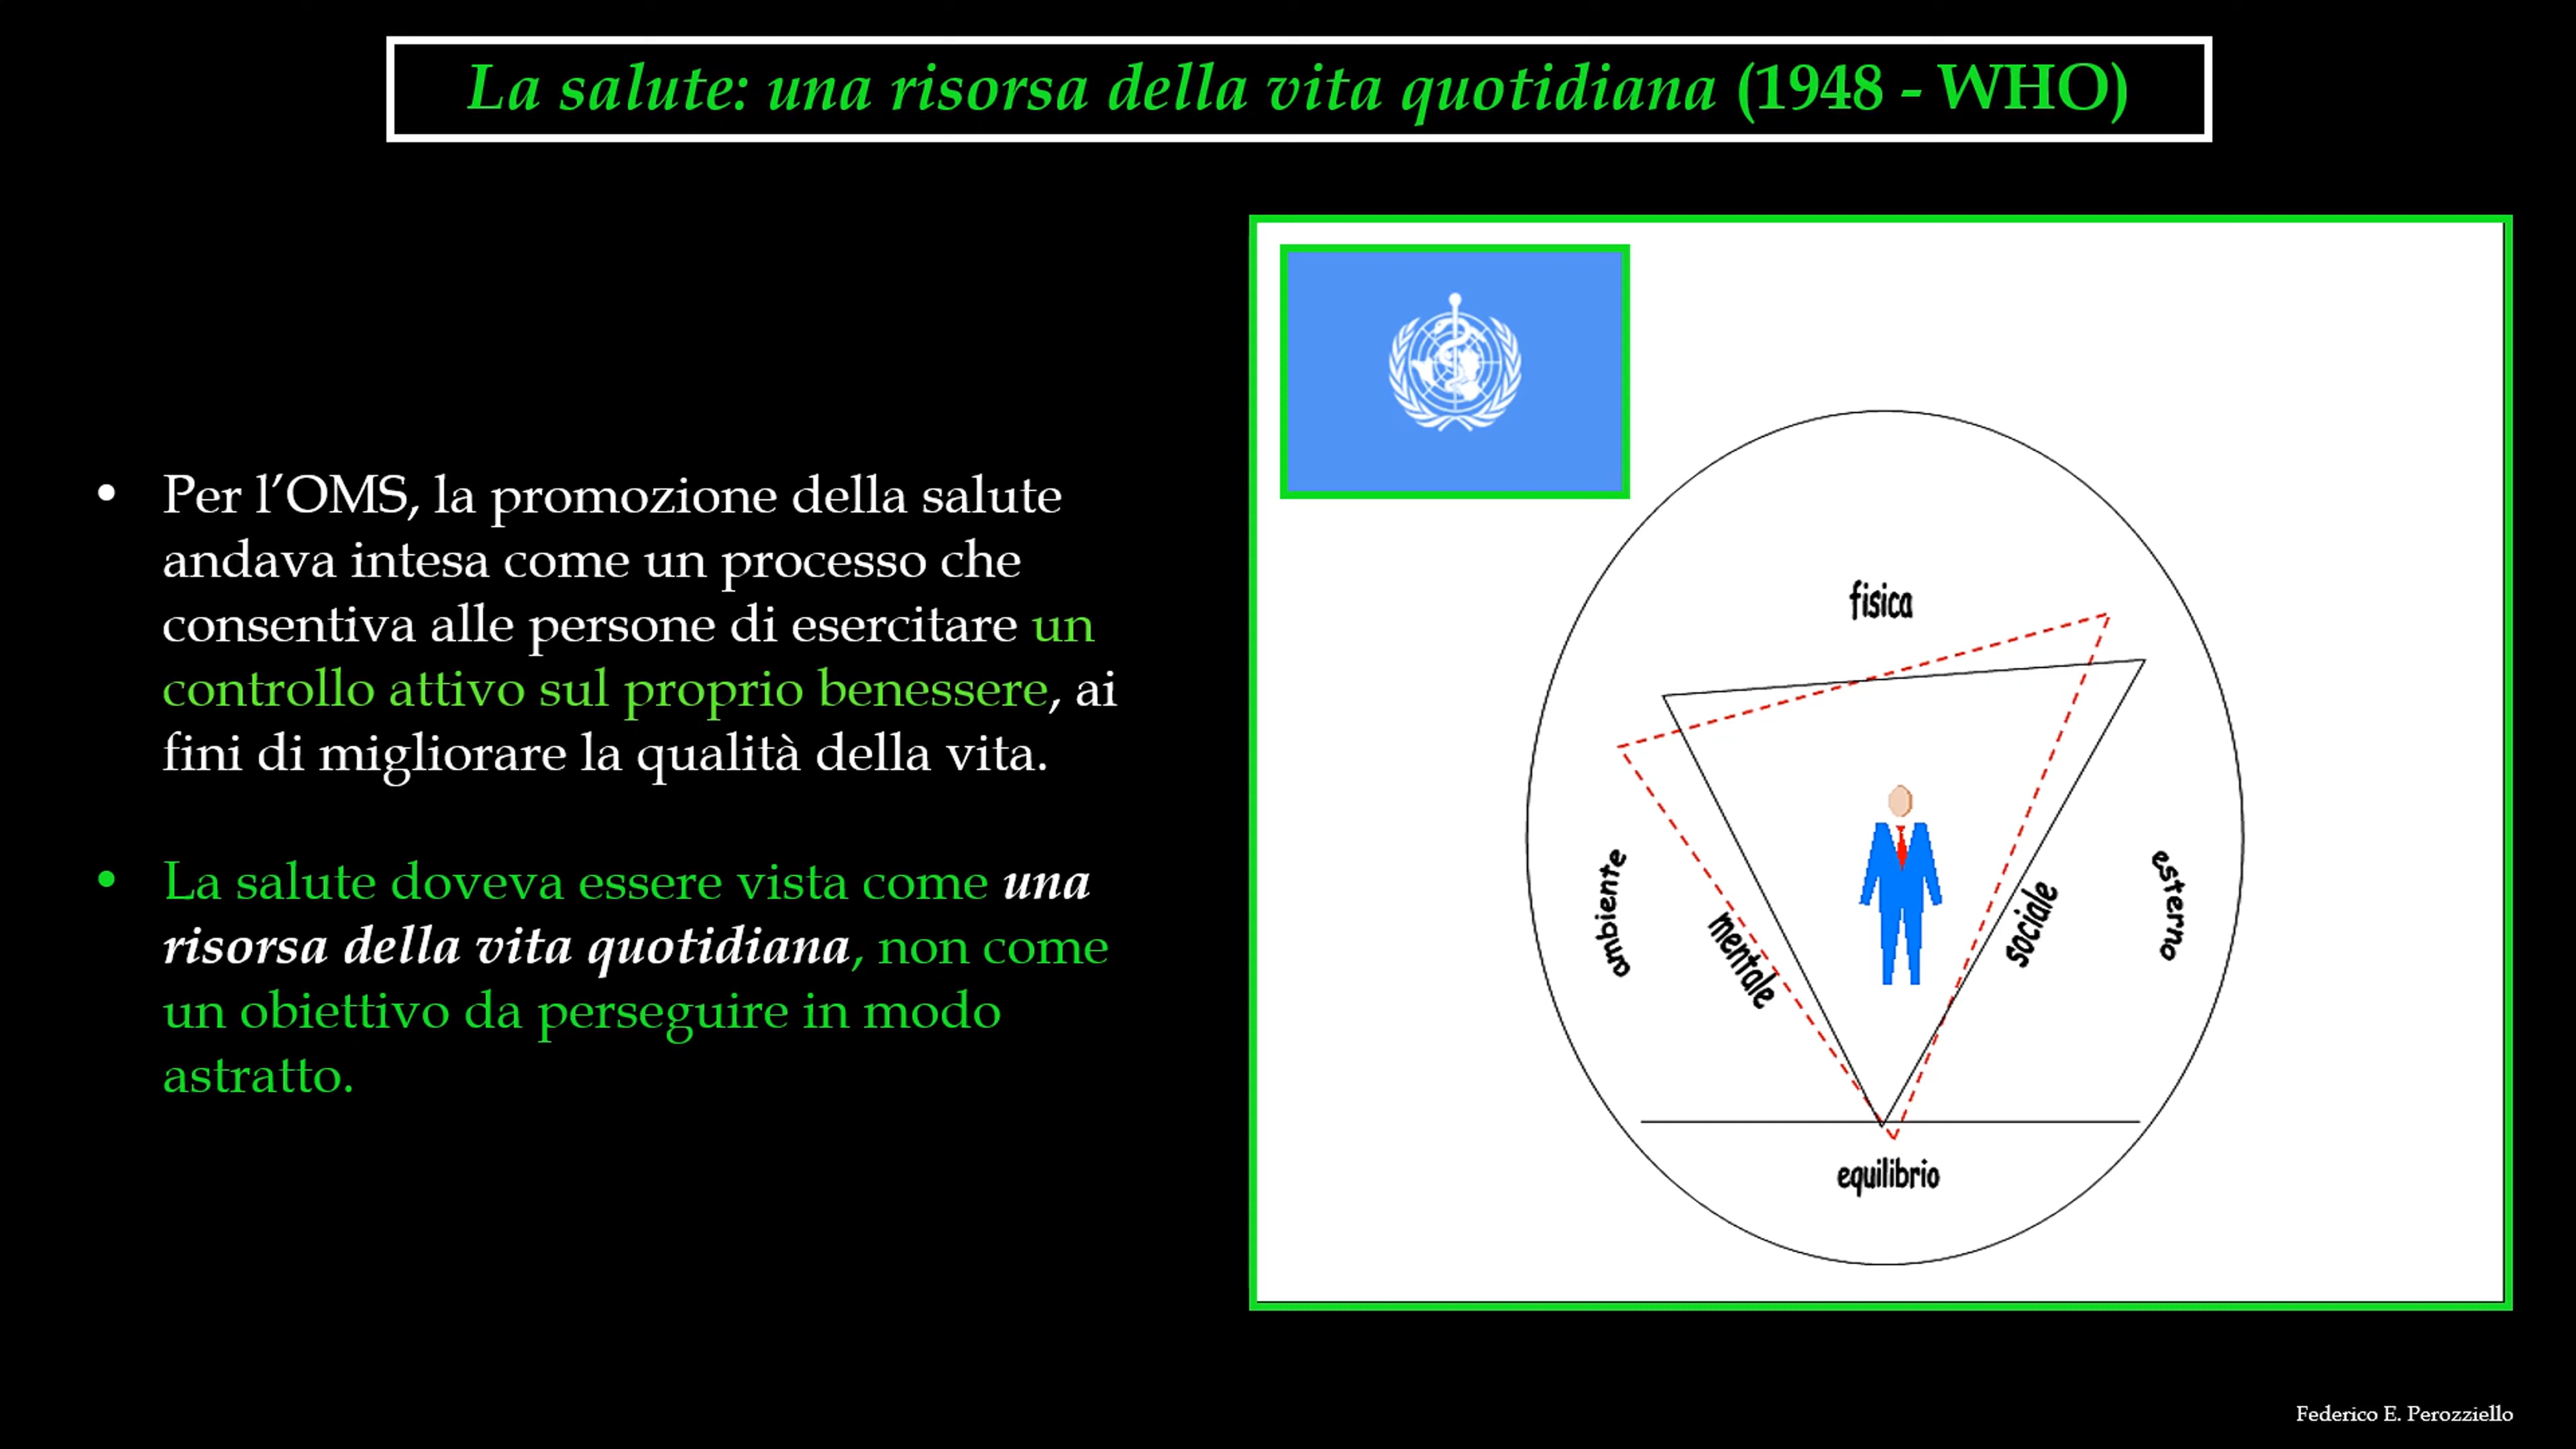 La salute: una risorsa della vita quotidiana (1948 - WHO)
• Per l’OMS, la promozione della salute
andava intesa come un processo che
consentiva alle persone di esercitare un
controllo attivo sul proprio benessere, ai
fini di migliorare la qualità della vita.
• La salute doveva essere vista come una
risorsa della vita quotidiana, non come
un obiettivo da perseguire in modo
astratto.
fisica
ambiente
mentale
sociale
esterno
equilibrio
Federico E. Perozziello